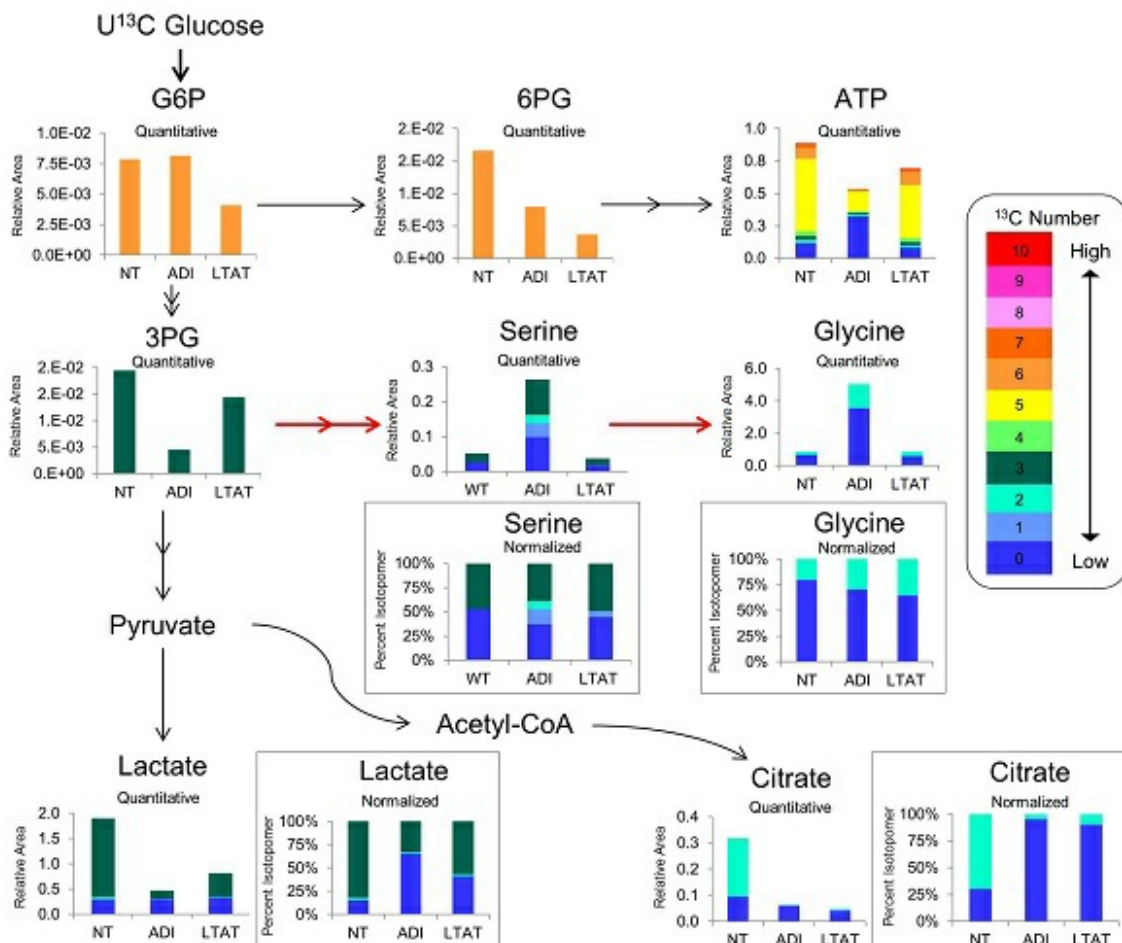 U¹³C Glucose
G6P
Quantitative
Relative Area
1.0E-02
7.5E-03
5.0E-03
2.5E-03
0.0E+00
NT ADI LTAT
6PG
Quantitative
Relative Area
2.E-02
2.E-02
1.E-02
5.E-03
0.E+00
NT ADI LTAT
ATP
Quantitative
Relative Area
1.0
0.8
0.5
0.3
0.0
NT ADI LTAT
¹³C Number
10
9
8
7
6
5
4
3
2
1
0
High
Low
3PG
Quantitative
Relative Area
2.E-02
2.E-02
1.E-02
5.E-03
0.E+00
NT ADI LTAT
Serine
Quantitative
Relative Area
0.3
0.2
0.1
0.0
WT ADI LTAT
Glycine
Quantitative
Relative Area
6.0
4.0
2.0
0.0
NT ADI LTAT
Serine
Normalized
Percent Isotopomer
100%
75%
50%
25%
0%
WT ADI LTAT
Glycine
Normalized
Percent Isotopomer
100%
75%
50%
25%
0%
NT ADI LTAT
Pyruvate
Acetyl-CoA
Lactate
Quantitative
Relative Area
2.0
1.5
1.0
0.5
0.0
NT ADI LTAT
Lactate
Normalized
Percent Isotopomer
100%
75%
50%
25%
0%
NT ADI LTAT
Citrate
Quantitative
Relative Area
0.4
0.3
0.2
0.1
0.0
NT ADI LTAT
Citrate
Normalized
Percent Isotopomer
100%
75%
50%
25%
0%
NT ADI LTAT